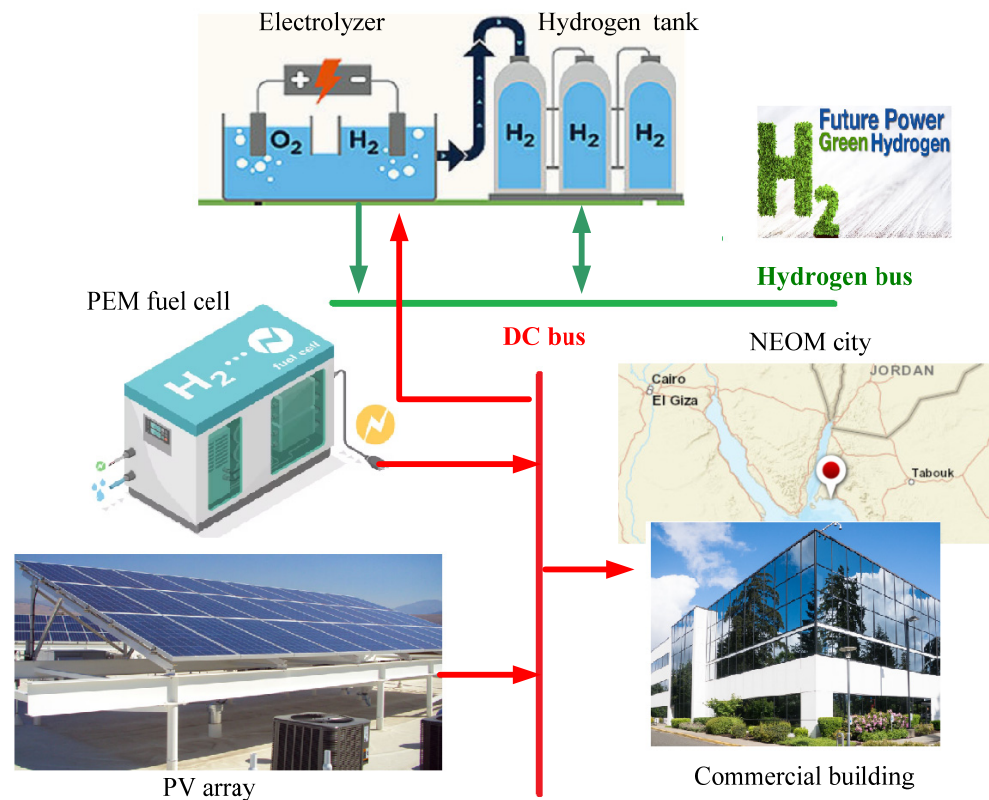 Electrolyzer
Hydrogen tank
+
-
O2
H2
H2
H2
H2
H2
Future Power
Green Hydrogen
Hydrogen bus
PEM fuel cell
H2
fuel cell
DC bus
NEOM city
JORDAN
Cairo
El Giza
Tabouk
PV array
Commercial building